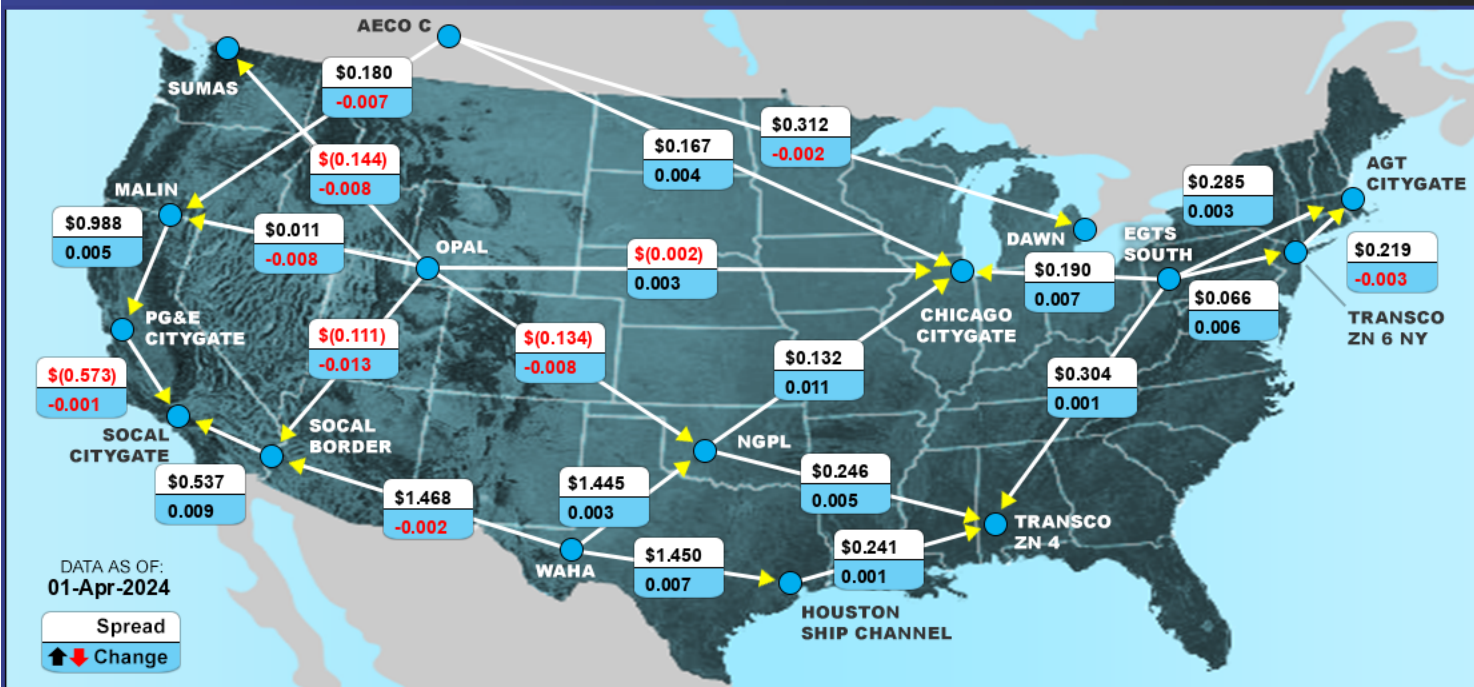 AECO C
SUMAS
$0.180
-0.007
$0.312
-0.002
$0.167
0.004
$(0.144)
-0.008
AGT
CITYGATE
$0.285
0.003
MALIN
$0.988
0.005
$0.011
-0.008
OPAL
$(0.002)
0.003
DAWN
EGTS
SOUTH
$0.190
0.007
$0.219
-0.003
$0.066
0.006
TRANSCO
ZN 6 NY
PG&E
CITYGATE
$(0.111)
-0.013
$(0.134)
-0.008
CHICAGO
CITYGATE
$0.132
0.011
$0.304
0.001
$(0.573)
-0.001
SOCAL
CITYGATE
SOCAL
BORDER
NGPL
$0.537
0.009
$1.468
-0.002
$1.445
0.003
$0.246
0.005
TRANSCO
ZN 4
WAHA
$1.450
0.007
$0.241
0.001
HOUSTON
SHIP CHANNEL
DATA AS OF:
01-Apr-2024
Spread
Change